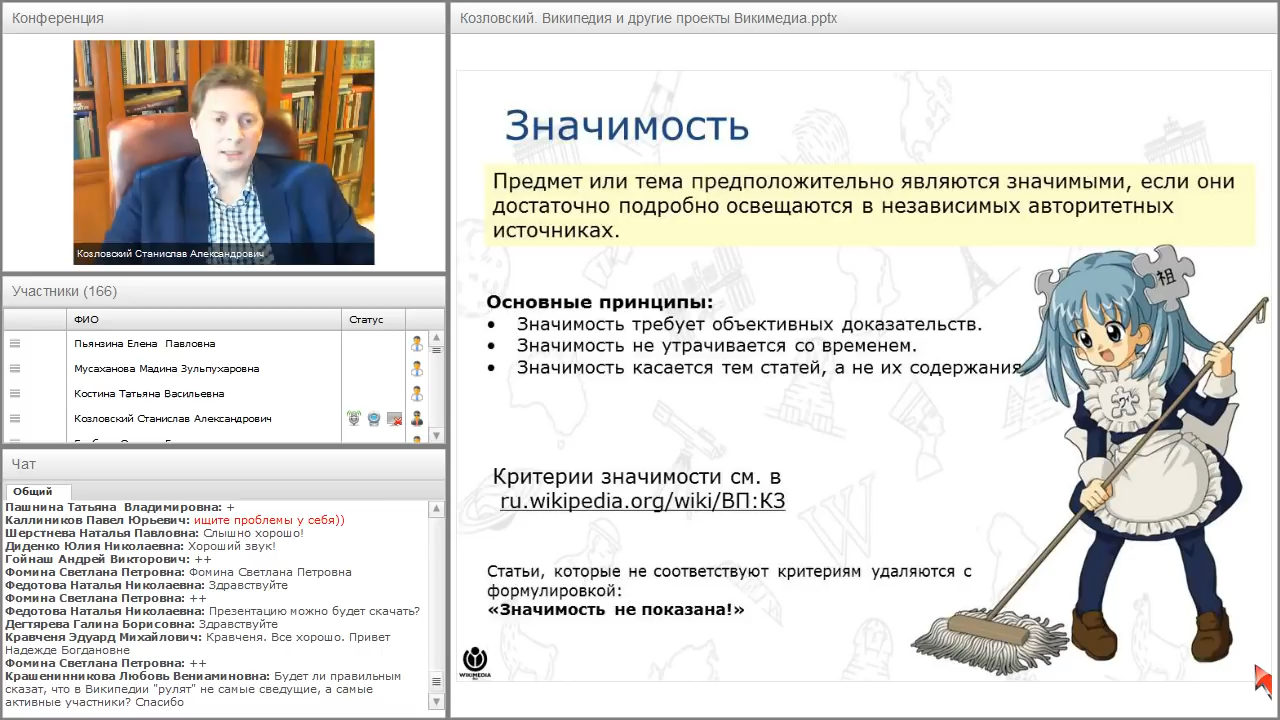 Конференция
Козловский Станислав Александрович
Участники (166)
ФИО
Статус
Пьянзина Елена Павловна
Мусаханова Мадина Зульпухаровна
Костина Татьяна Васильевна
Козловский Станислав Александрович
Чат
Общий
Пашнина Татьяна Владимировна: +
Каллиников Павел Юрьевич: ищите проблемы у себя))
Шерстнева Наталья Павловна: Слышно хорошо!
Диденко Юлия Николаевна: Хороший звук!
Гойнаш Андрей Викторович: ++
Фомина Светлана Петровна: Фомина Светлана Петровна
Федотова Наталья Николаевна: Здравствуйте
Фомина Светлана Петровна: ++
Федотова Наталья Николаевна: Презентацию можно будет скачать?
Дегтярева Галина Борисовна: Здравствуйте
Кравченя Эдуард Михайлович: Кравченя. Все хорошо. Привет
Надежде Богдановне
Фомина Светлана Петровна: ++
Крашенинникова Любовь Вениаминовна: Будет ли правильным
сказат, что в Википедии "рулят" не самые сведущие, а самые
активные участники? Спасибо
Козловский. Википедия и другие проекты Викимедиа.pptx
Значимость
Предмет или тема предположительно являются значимыми, если они
достаточно подробно освещаются в независимых авторитетных
источниках.
Основные принципы:
• Значимость требует объективных доказательств.
• Значимость не утрачивается со временем.
• Значимость касается тем статей, а не их содержания
祖
Критерии значимости см. в
ru.wikipedia.org/wiki/ВП:КЗ
Статьи, которые не соответствуют критериям удаляются с
формулировкой:
«Значимость не показана!»
WIKIMEDIA